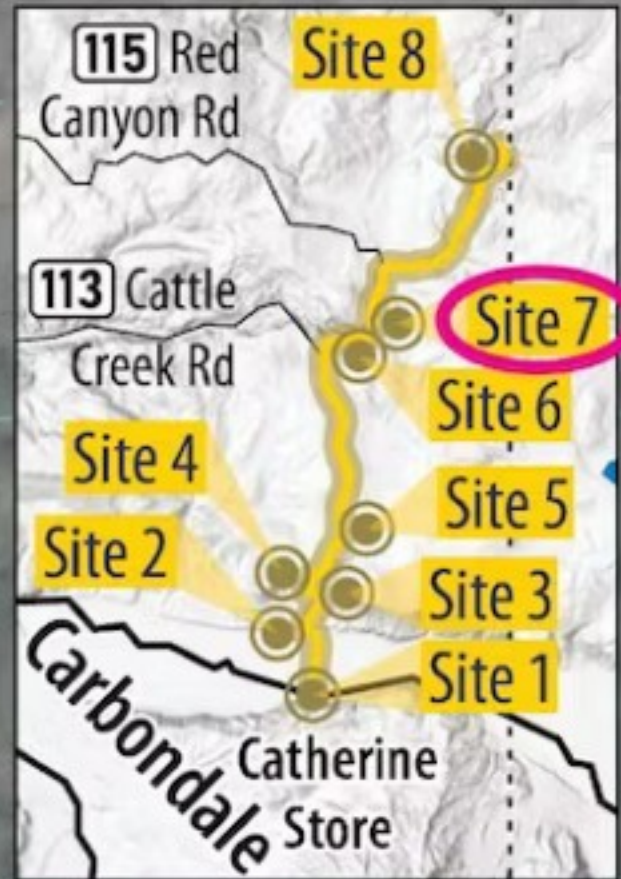 115 Red
Canyon Rd
Site 8
113 Cattle
Creek Rd
Site 7
Site 6
Site 4
Site 5
Site 2
Site 3
Site 1
Carbondale
Catherine
Store